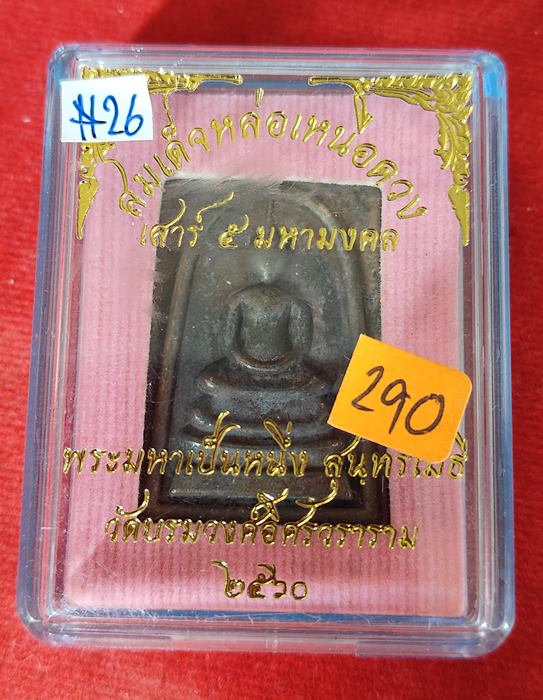 #26
สมเด็จหล่อเหนือดวง
เสาร์ ๕ มหามงคล
290
พระมหาเป็นหนึ่ง สุนฺทรเมธี
วัดบรมวงศ์อิศรวราราม
๒๕๖๐